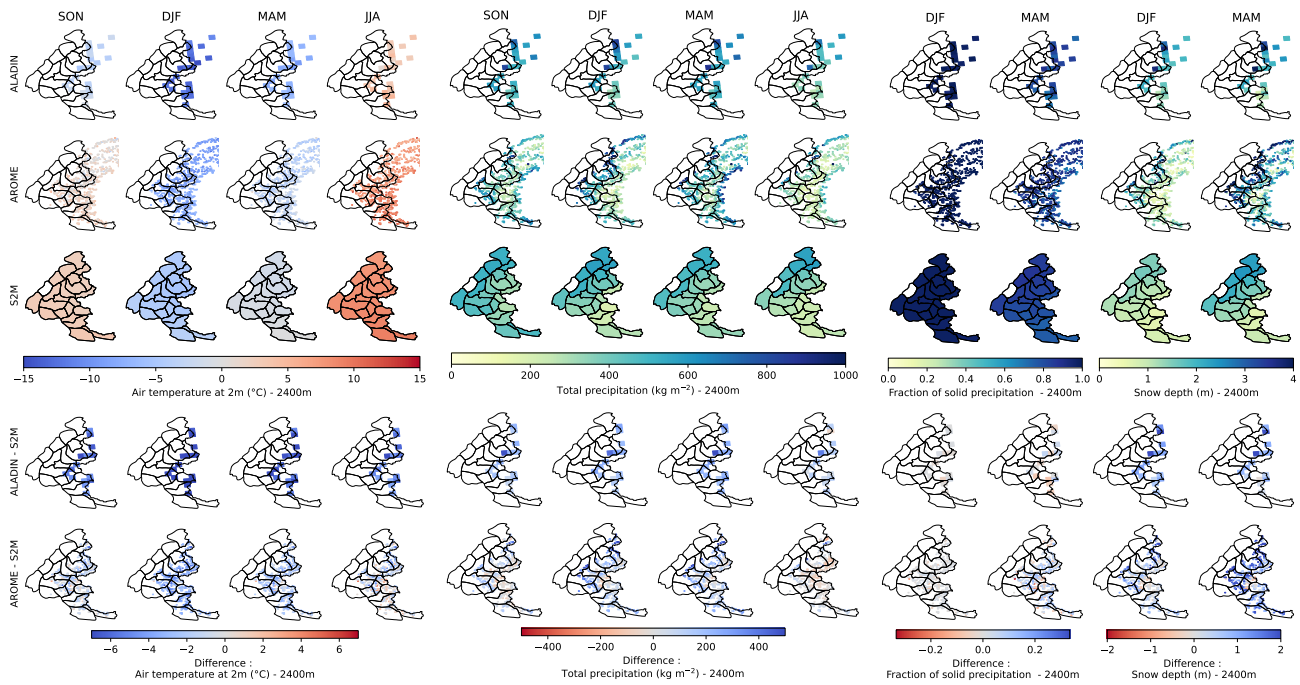 SON DJF MAM JJA SON DJF MAM JJA DJF MAM DJF MAM
ALADIN
AROME
S2M
−15 −10 −5 0 5 10 15
Air temperature at 2m (°C) - 2400m
0 200 400 600 800 1000
Total precipitation (kg m⁻²) - 2400m
0.0 0.2 0.4 0.6 0.8 1.0
Fraction of solid precipitation - 2400m
0 1 2 3 4
Snow depth (m) - 2400m
ALADIN - S2M
AROME - S2M
−6 −4 −2 0 2 4 6
Difference :
Air temperature at 2m (°C) - 2400m
−400 −200 0 200 400
Difference :
Total precipitation (kg m⁻²) - 2400m
−0.2 0.0 0.2
Difference :
Fraction of solid precipitation - 2400m
−2 −1 0 1 2
Difference :
Snow depth (m) - 2400m